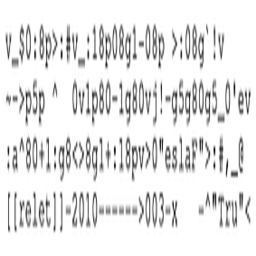 v_$0:8p>:#v_:18p08g1-08p >:08g`!v
~->p5p ^  0v1p80-1g80vj!-g5g80g5_0'ev
:a^80+1:g8<>8g1+:18pv>0"eslaF">:#,_@
[[relet]]-2010------>003-x  -^"Tru"<